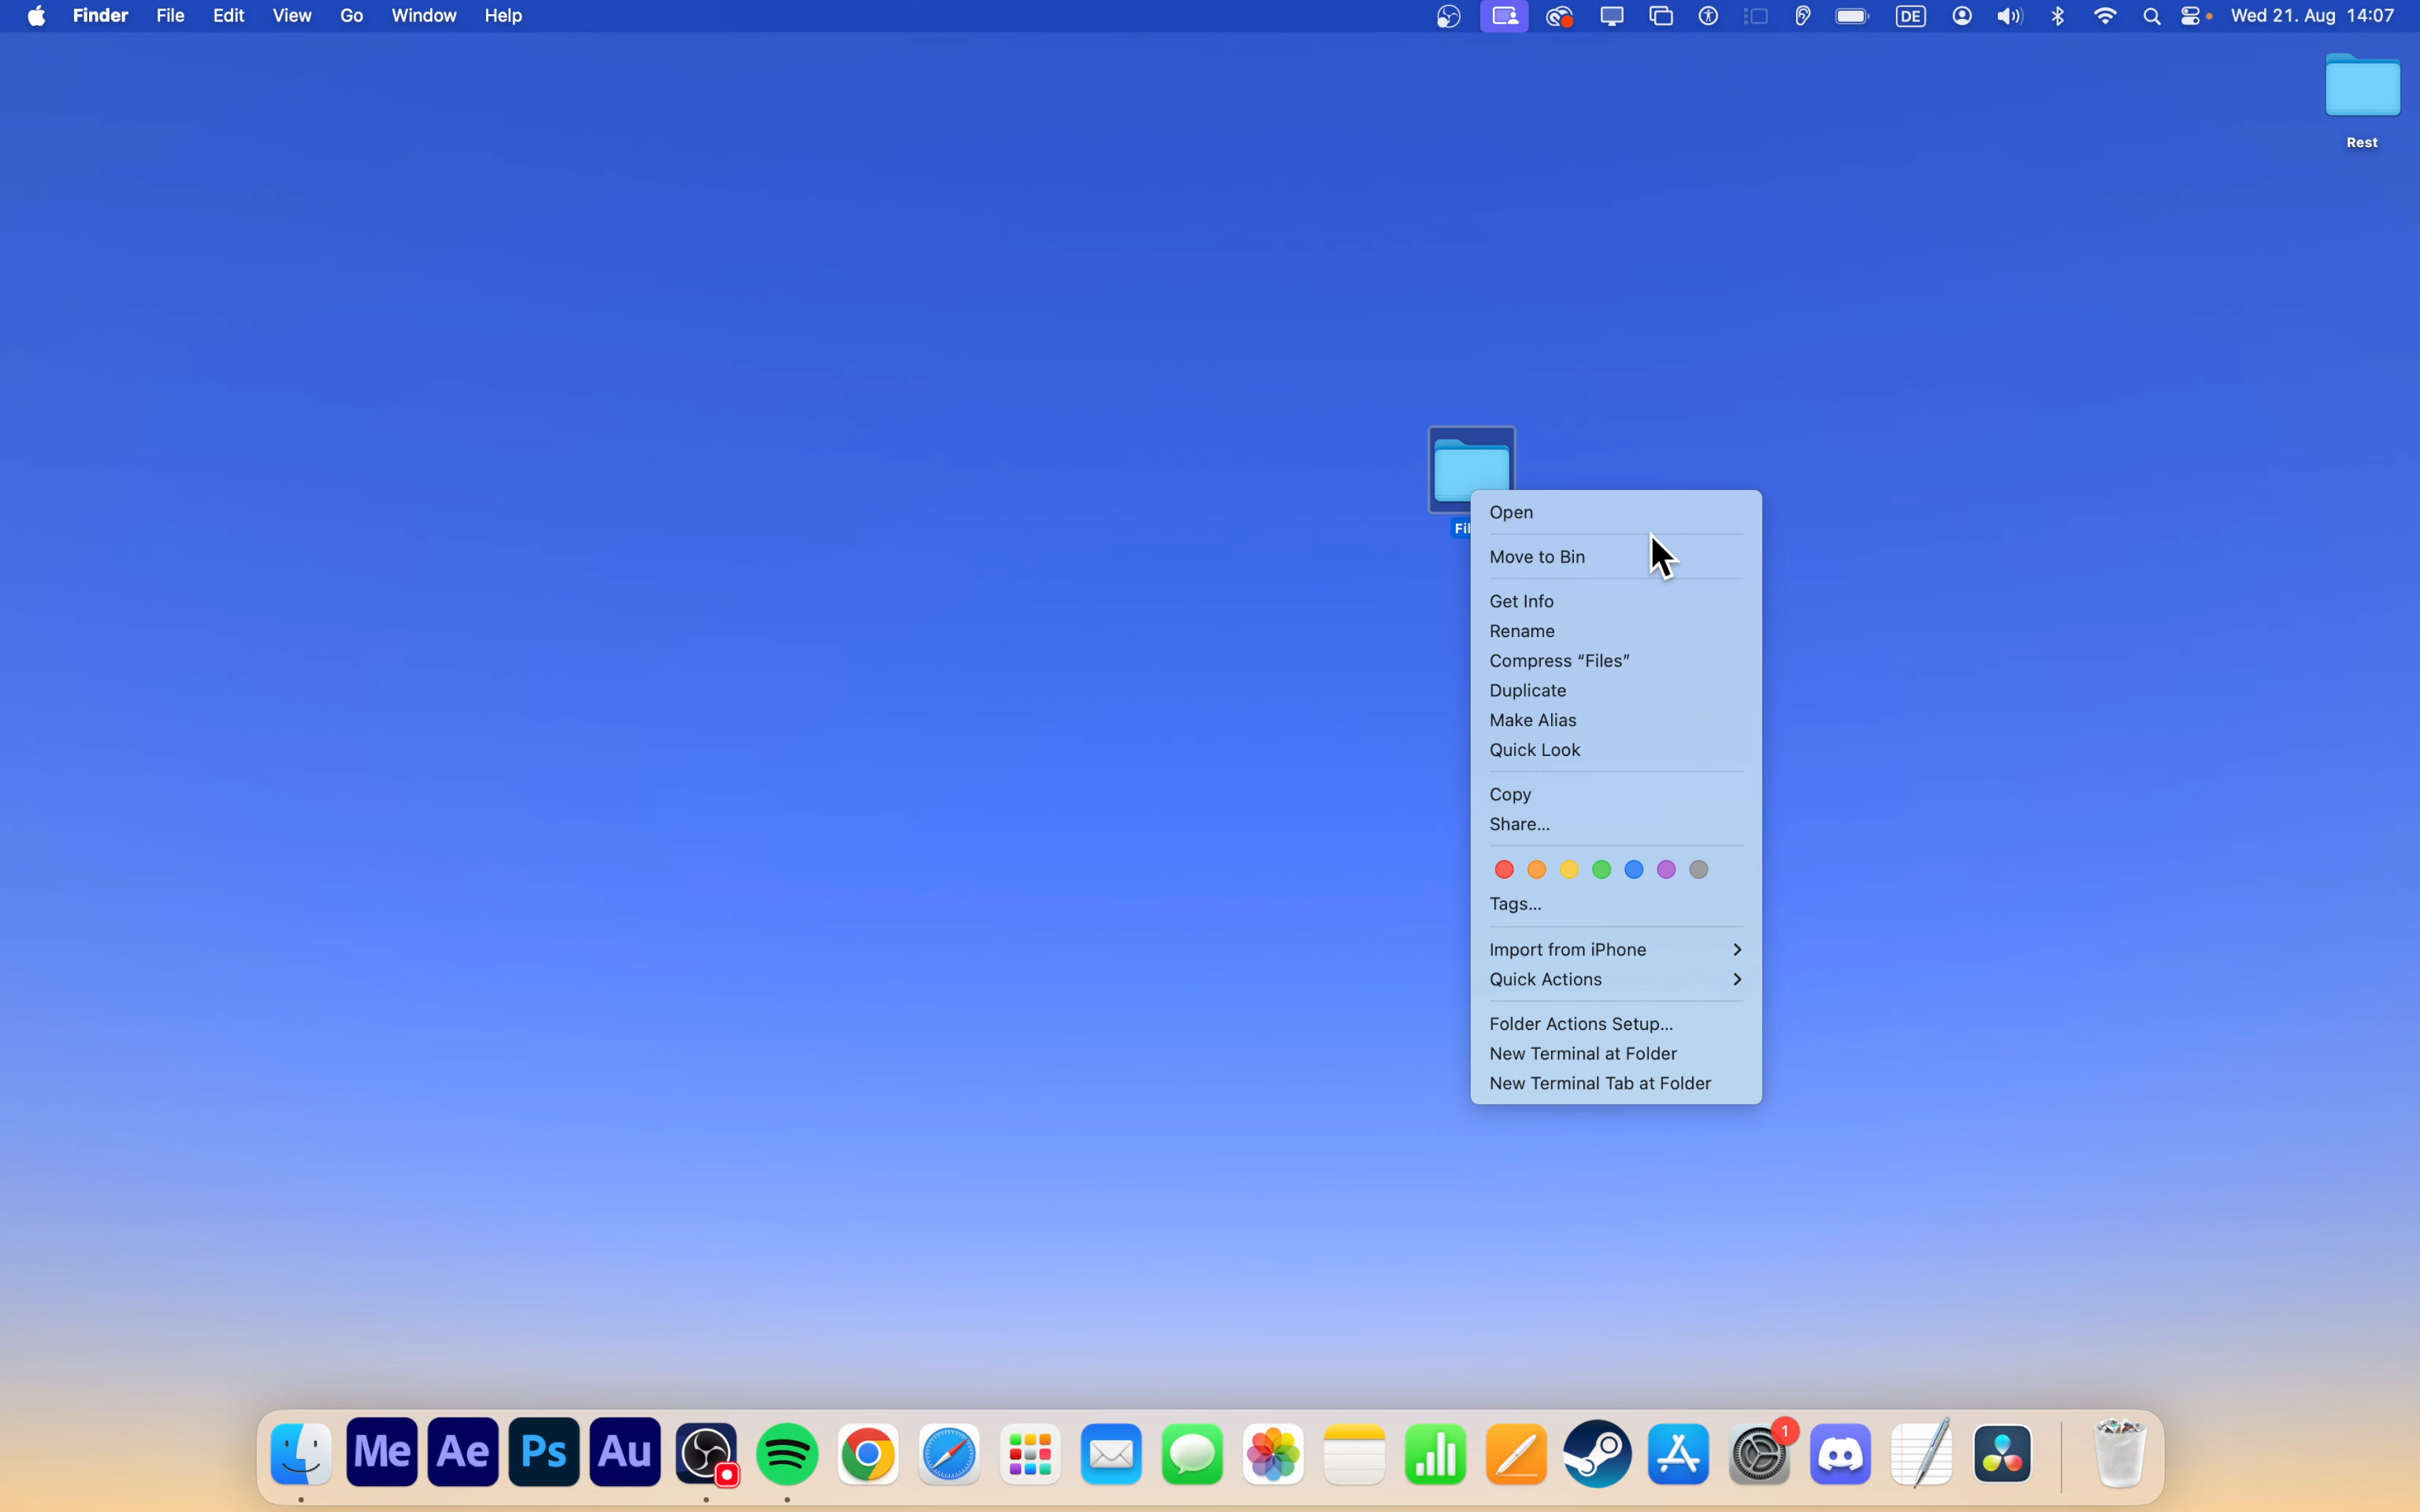 Finder File Edit View Go Window Help DE Wed 21. Aug 14:07
Rest
Fil
Open
Move to Bin
Get Info
Rename
Compress “Files”
Duplicate
Make Alias
Quick Look
Copy
Share...
Tags...
Import from iPhone
Quick Actions
Folder Actions Setup...
New Terminal at Folder
New Terminal Tab at Folder
Me Ae Ps Au 1